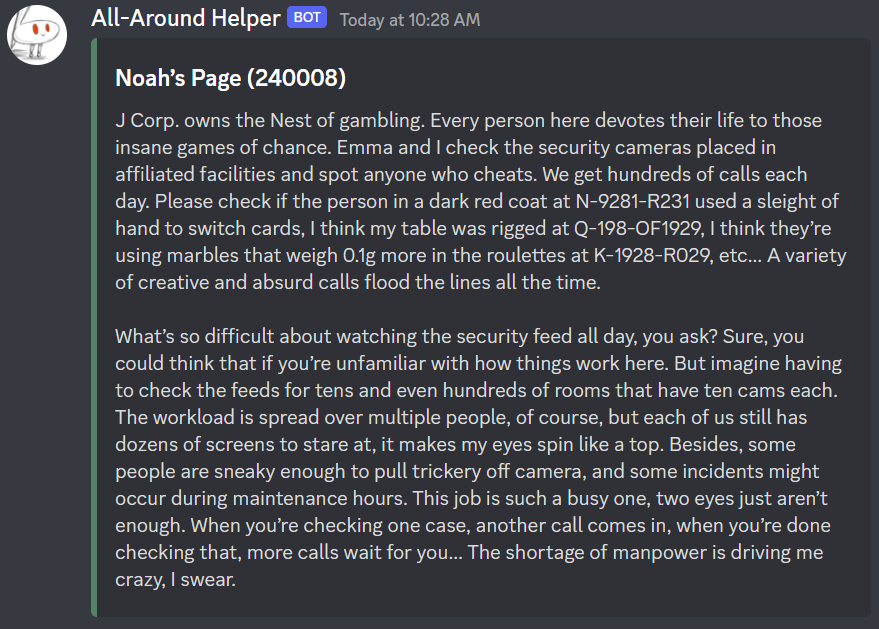 All-Around Helper BOT Today at 10:28 AM
Noah's Page (240008)
J Corp. owns the Nest of gambling. Every person here devotes their life to those
insane games of chance. Emma and I check the security cameras placed in
affiliated facilities and spot anyone who cheats. We get hundreds of calls each
day. Please check if the person in a dark red coat at N-9281-R231 used a sleight of
hand to switch cards, I think my table was rigged at Q-198-OF1929, I think they're
using marbles that weigh 0.1g more in the roulettes at K-1928-R029, etc... A variety
of creative and absurd calls flood the lines all the time.
What's so difficult about watching the security feed all day, you ask? Sure, you
could think that if you're unfamiliar with how things work here. But imagine having
to check the feeds for tens and even hundreds of rooms that have ten cams each.
The workload is spread over multiple people, of course, but each of us still has
dozens of screens to stare at, it makes my eyes spin like a top. Besides, some
people are sneaky enough to pull trickery off camera, and some incidents might
occur during maintenance hours. This job is such a busy one, two eyes just aren't
enough. When you're checking one case, another call comes in, when you're done
checking that, more calls wait for you... The shortage of manpower is driving me
crazy, I swear.